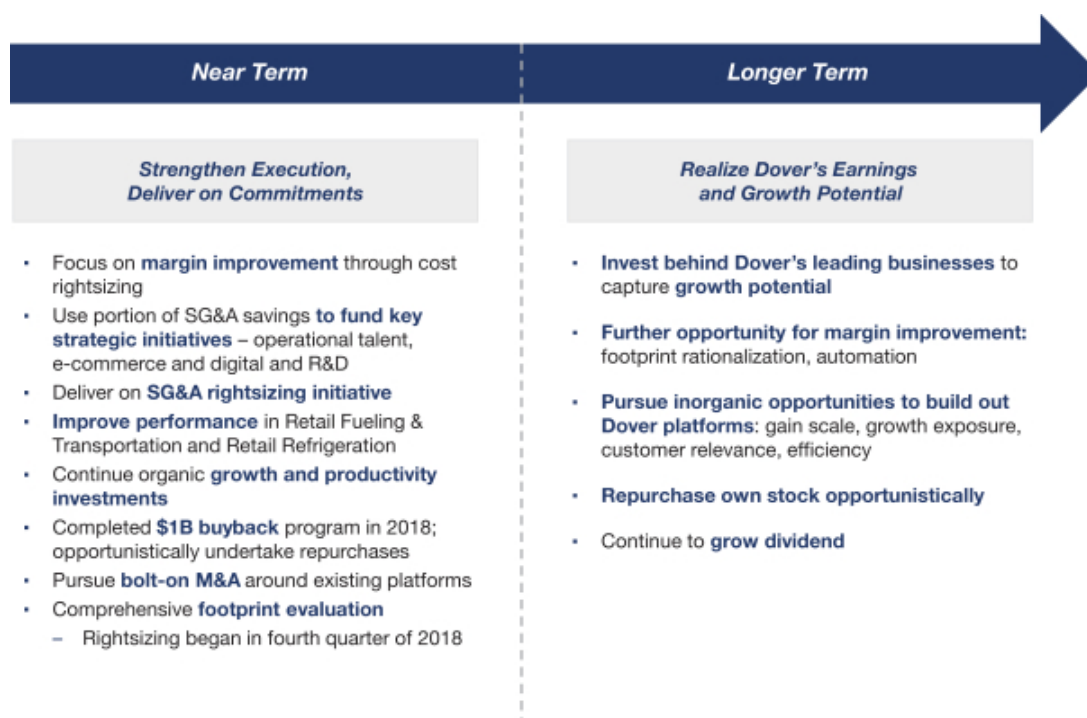 Near Term
Strengthen Execution,
Deliver on Commitments
▪ Focus on margin improvement through cost
rightsizing
▪ Use portion of SG&A savings to fund key
strategic initiatives – operational talent,
e-commerce and digital and R&D
▪ Deliver on SG&A rightsizing initiative
▪ Improve performance in Retail Fueling &
Transportation and Retail Refrigeration
▪ Continue organic growth and productivity
investments
▪ Completed $1B buyback program in 2018;
opportunistically undertake repurchases
▪ Pursue bolt-on M&A around existing platforms
▪ Comprehensive footprint evaluation
– Rightsizing began in fourth quarter of 2018
Longer Term
Realize Dover's Earnings
and Growth Potential
▪ Invest behind Dover's leading businesses to
capture growth potential
▪ Further opportunity for margin improvement:
footprint rationalization, automation
▪ Pursue inorganic opportunities to build out
Dover platforms: gain scale, growth exposure,
customer relevance, efficiency
▪ Repurchase own stock opportunistically
▪ Continue to grow dividend